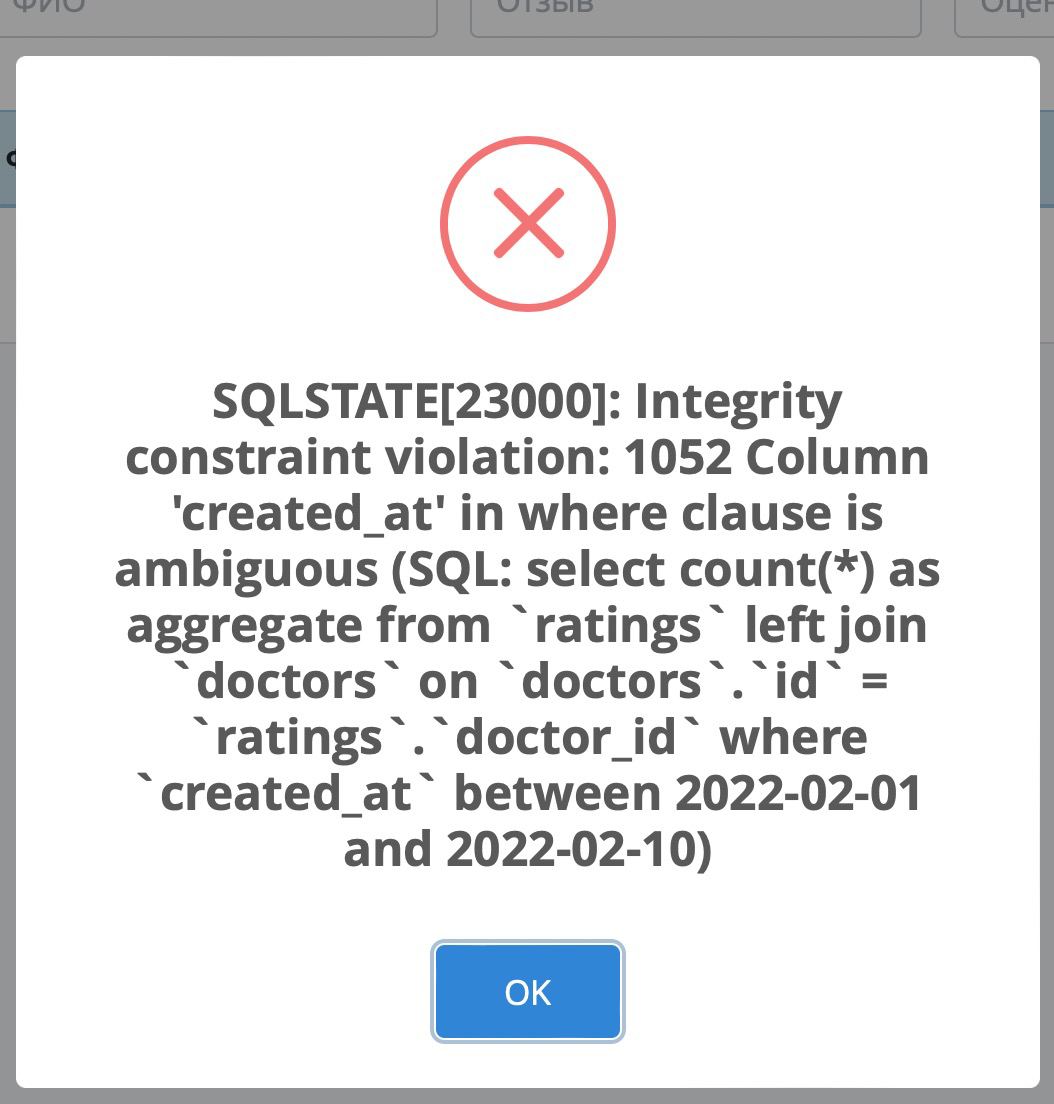 ФИО Отзыв
SQLSTATE[23000]: Integrity
constraint violation: 1052 Column
'created_at' in where clause is
ambiguous (SQL: select count(*) as
aggregate from `ratings` left join
`doctors` on `doctors`.`id` =
`ratings`.`doctor_id` where
`created_at` between 2022-02-01
and 2022-02-10)
OK